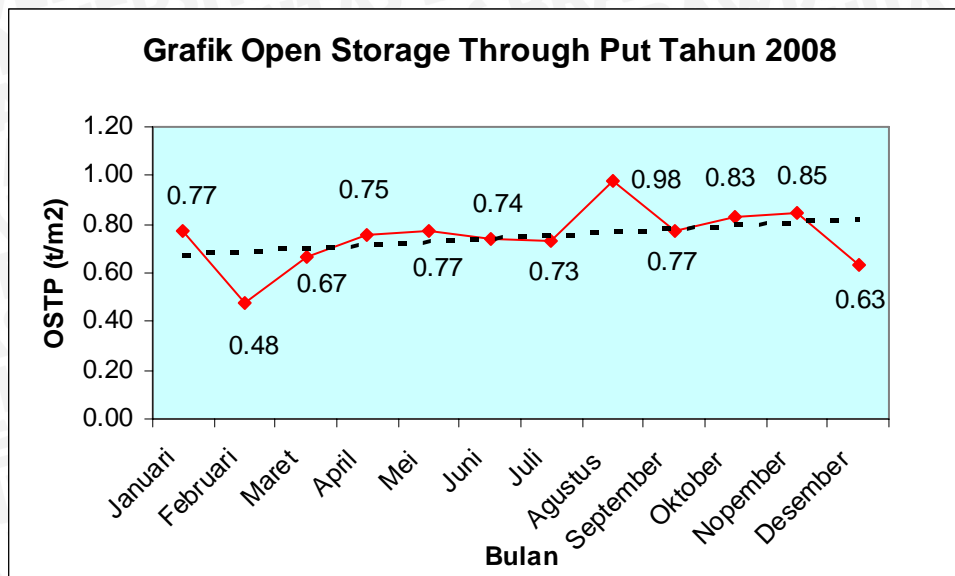 Grafik Open Storage Through Put Tahun 2008
OSTP (t/m2)
1.20
1.00
0.80
0.60
0.40
0.20
0.00
0.77
0.48
0.67
0.75
0.77
0.74
0.73
0.98
0.77
0.83
0.85
0.63
Januari
Februari
Maret
April
Mei
Juni
Juli
Agustus
September
Oktober
Nopember
Desember
Bulan